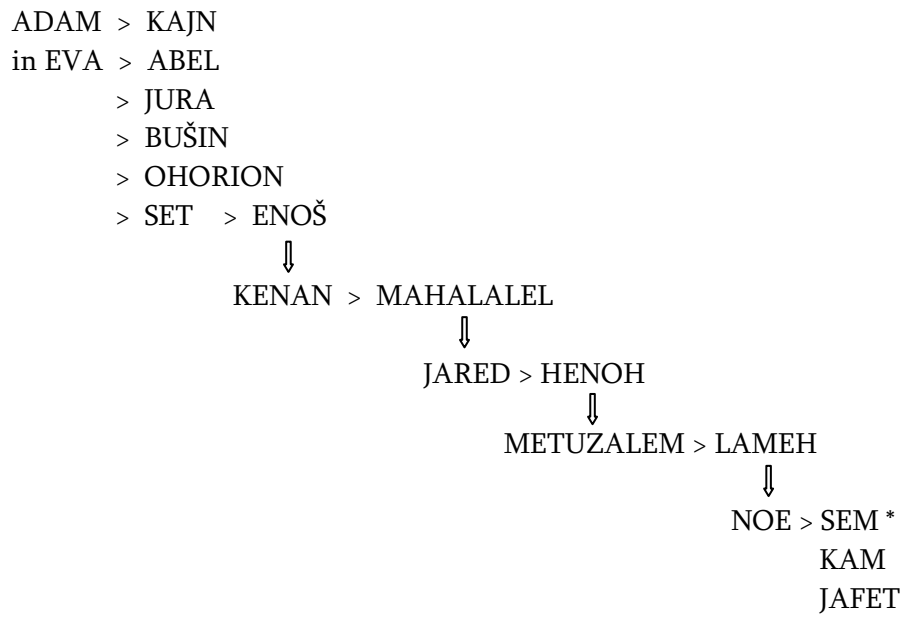 ADAM > KAJN
in EVA > ABEL
> JURA
> BUŠIN
> OHORION
> SET > ENOŠ
⇓
KENAN > MAHALALEL
⇓
JARED > HENOH
⇓
METUZALEM > LAMEH
⇓
NOE > SEM *
KAM
JAFET